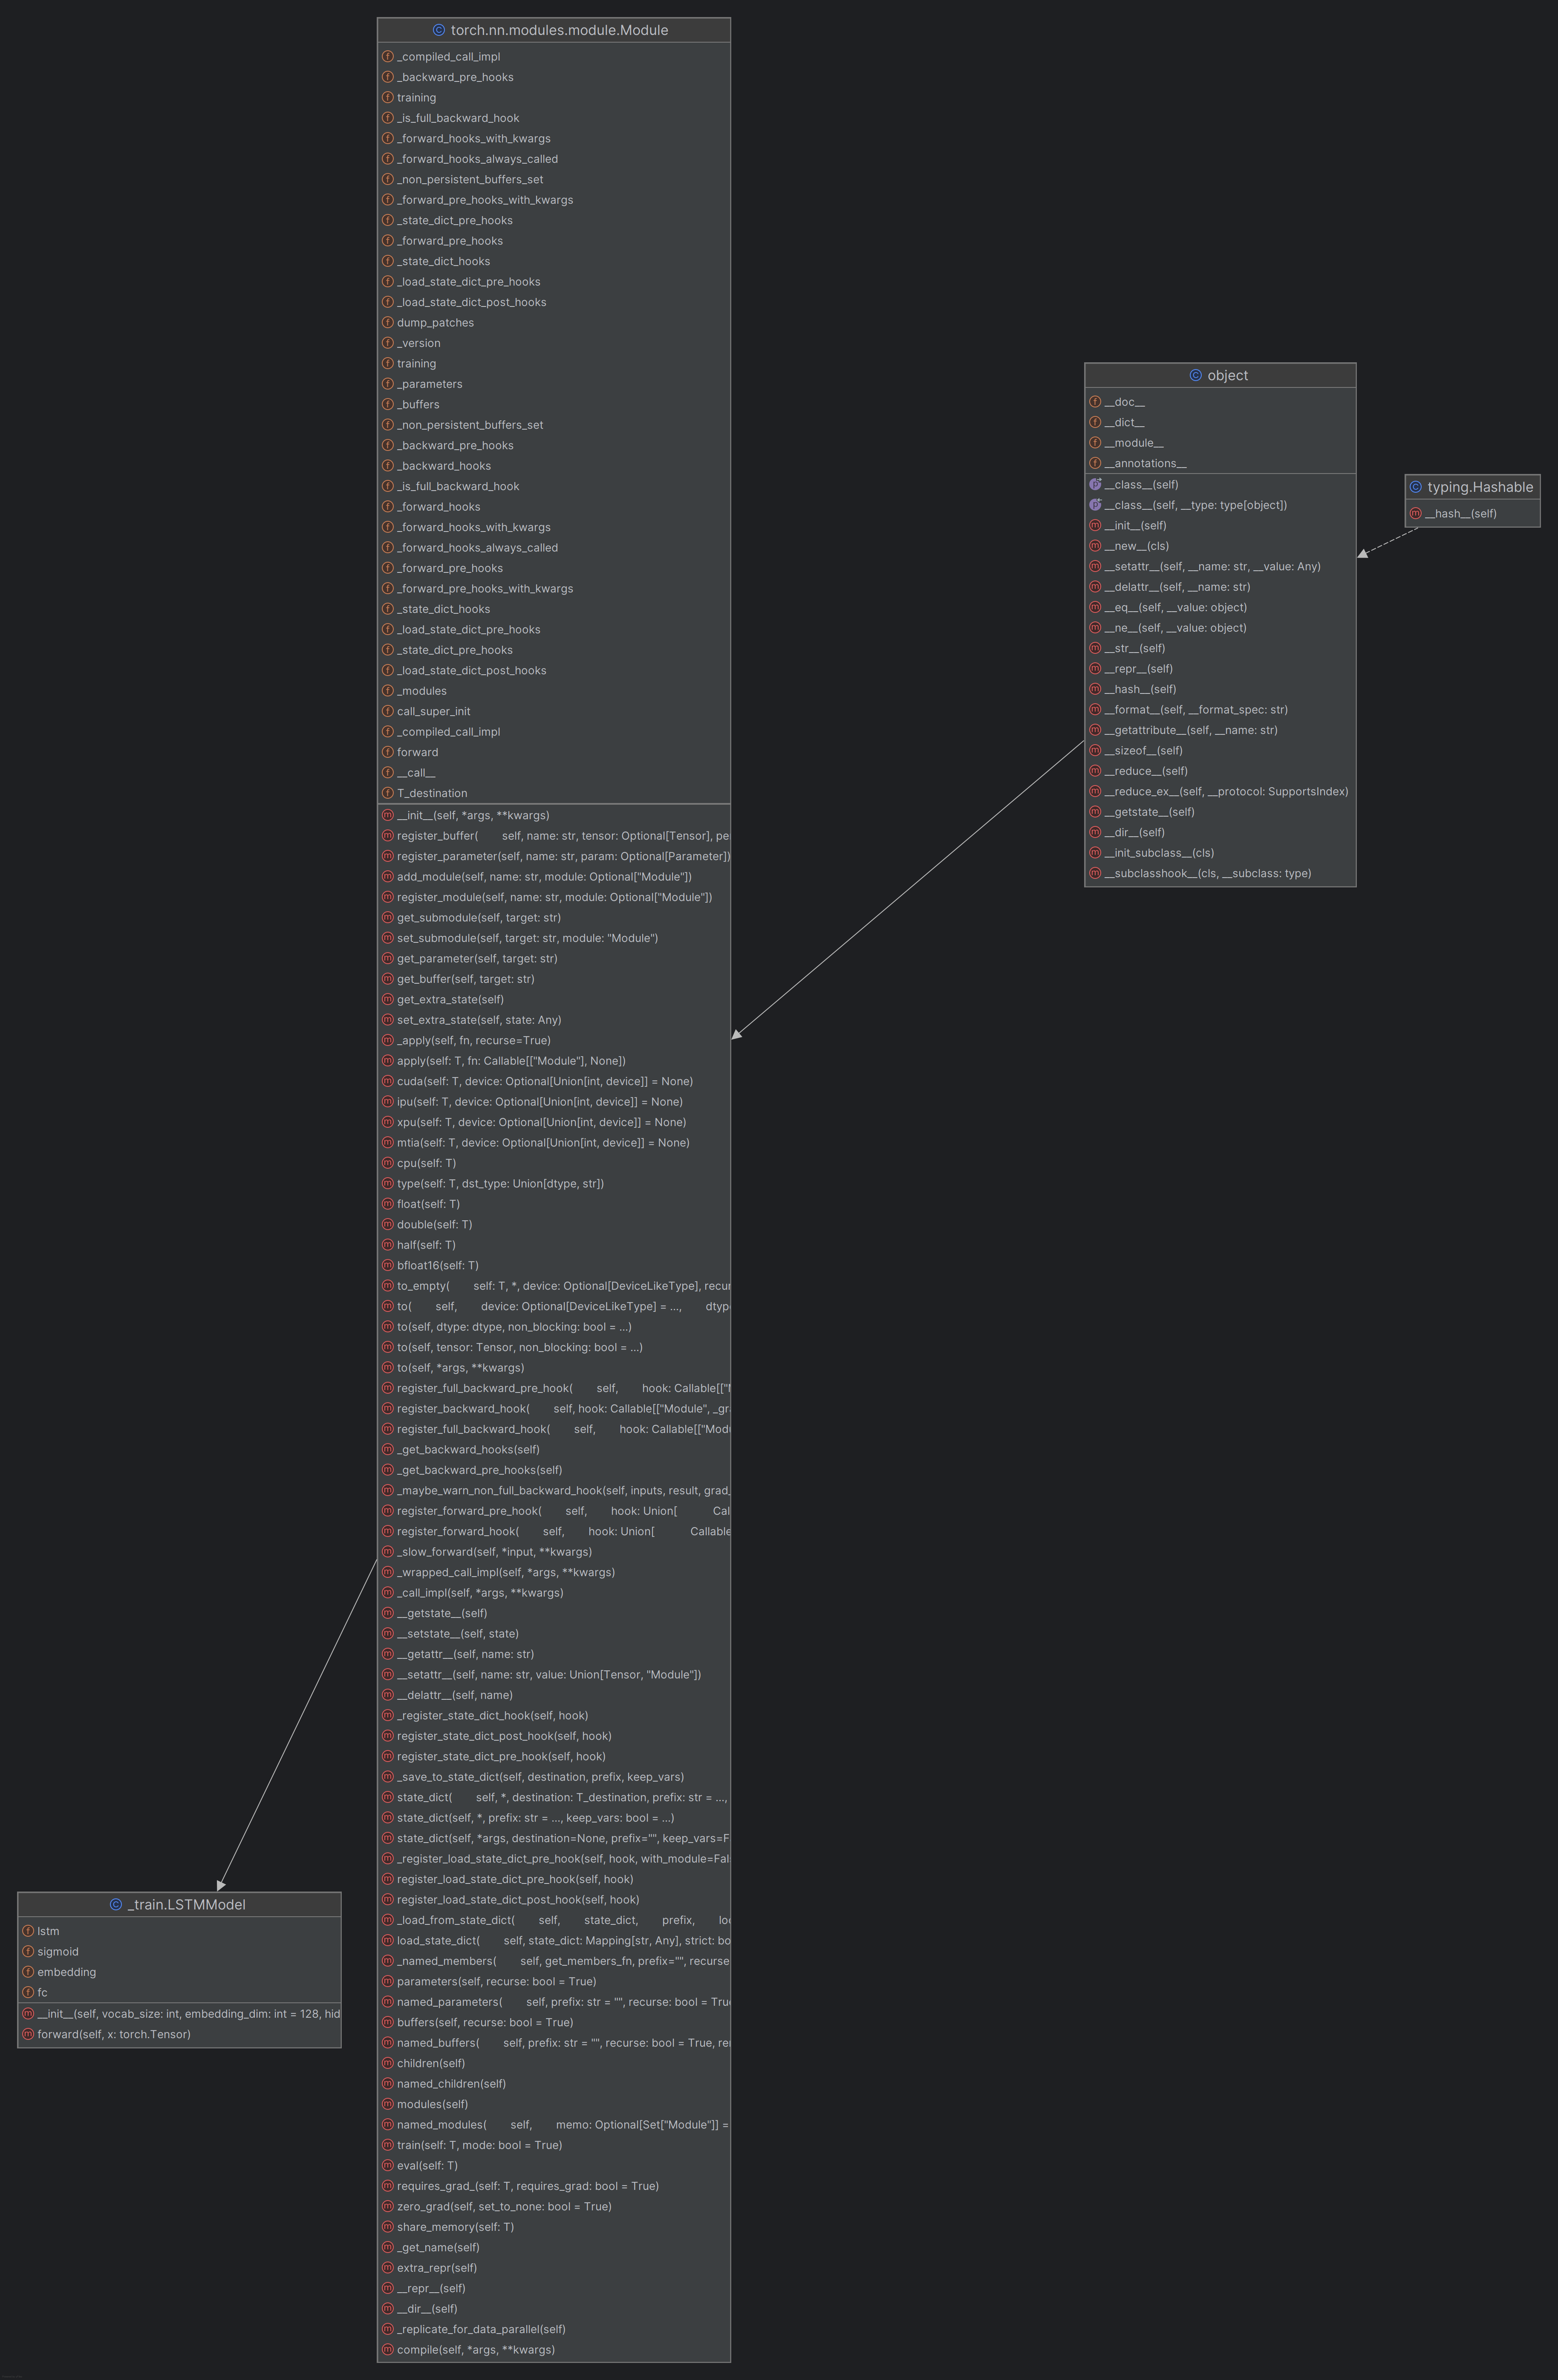 torch.nn.modules.module.Module
_compiled_call_impl
_backward_pre_hooks
training
_is_full_backward_hook
_forward_hooks_with_kwargs
_forward_hooks_always_called
_non_persistent_buffers_set
_forward_pre_hooks_with_kwargs
_state_dict_pre_hooks
_forward_pre_hooks
_state_dict_hooks
_load_state_dict_pre_hooks
_load_state_dict_post_hooks
dump_patches
_version
training
_parameters
_buffers
_non_persistent_buffers_set
_backward_pre_hooks
_backward_hooks
_is_full_backward_hook
_forward_hooks
_forward_hooks_with_kwargs
_forward_hooks_always_called
_forward_pre_hooks
_forward_pre_hooks_with_kwargs
_state_dict_hooks
_load_state_dict_pre_hooks
_state_dict_pre_hooks
_load_state_dict_post_hooks
_modules
call_super_init
_compiled_call_impl
forward
__call__
T_destination
__init__(self, *args, **kwargs)
register_buffer( self, name: str, tensor: Optional[Tensor], pe
register_parameter(self, name: str, param: Optional[Parameter])
add_module(self, name: str, module: Optional["Module"])
register_module(self, name: str, module: Optional["Module"])
get_submodule(self, target: str)
set_submodule(self, target: str, module: "Module")
get_parameter(self, target: str)
get_buffer(self, target: str)
get_extra_state(self)
set_extra_state(self, state: Any)
_apply(self, fn, recurse=True)
apply(self: T, fn: Callable[["Module"], None])
cuda(self: T, device: Optional[Union[int, device]] = None)
ipu(self: T, device: Optional[Union[int, device]] = None)
xpu(self: T, device: Optional[Union[int, device]] = None)
mtia(self: T, device: Optional[Union[int, device]] = None)
cpu(self: T)
type(self: T, dst_type: Union[dtype, str])
float(self: T)
double(self: T)
half(self: T)
bfloat16(self: T)
to_empty( self: T, *, device: Optional[DeviceLikeType], recur
to( self, device: Optional[DeviceLikeType] = ..., dtype
to(self, dtype: dtype, non_blocking: bool = ...)
to(self, tensor: Tensor, non_blocking: bool = ...)
to(self, *args, **kwargs)
register_full_backward_pre_hook( self, hook: Callable[["M
register_backward_hook( self, hook: Callable[["Module", _gra
register_full_backward_hook( self, hook: Callable[["Modu
_get_backward_hooks(self)
_get_backward_pre_hooks(self)
_maybe_warn_non_full_backward_hook(self, inputs, result, grad_
register_forward_pre_hook( self, hook: Union[ Cal
register_forward_hook( self, hook: Union[ Callable
_slow_forward(self, *input, **kwargs)
_wrapped_call_impl(self, *args, **kwargs)
_call_impl(self, *args, **kwargs)
__getstate__(self)
__setstate__(self, state)
__getattr__(self, name: str)
__setattr__(self, name: str, value: Union[Tensor, "Module"])
__delattr__(self, name)
_register_state_dict_hook(self, hook)
register_state_dict_post_hook(self, hook)
register_state_dict_pre_hook(self, hook)
_save_to_state_dict(self, destination, prefix, keep_vars)
state_dict( self, *, destination: T_destination, prefix: str = ...,
state_dict(self, *, prefix: str = ..., keep_vars: bool = ...)
state_dict(self, *args, destination=None, prefix="", keep_vars=F
_register_load_state_dict_pre_hook(self, hook, with_module=Fal
register_load_state_dict_pre_hook(self, hook)
register_load_state_dict_post_hook(self, hook)
_load_from_state_dict( self, state_dict, prefix, loc
load_state_dict( self, state_dict: Mapping[str, Any], strict: bo
_named_members( self, get_members_fn, prefix="", recurse
parameters(self, recurse: bool = True)
named_parameters( self, prefix: str = "", recurse: bool = True
buffers(self, recurse: bool = True)
named_buffers( self, prefix: str = "", recurse: bool = True, re
children(self)
named_children(self)
modules(self)
named_modules( self, memo: Optional[Set["Module"]] =
train(self: T, mode: bool = True)
eval(self: T)
requires_grad_(self: T, requires_grad: bool = True)
zero_grad(self, set_to_none: bool = True)
share_memory(self: T)
_get_name(self)
extra_repr(self)
__repr__(self)
__dir__(self)
_replicate_for_data_parallel(self)
compile(self, *args, **kwargs)
object
__doc__
__dict__
__module__
__annotations__
__class__(self)
__class__(self, __type: type[object])
__init__(self)
__new__(cls)
__setattr__(self, __name: str, __value: Any)
__delattr__(self, __name: str)
__eq__(self, __value: object)
__ne__(self, __value: object)
__str__(self)
__repr__(self)
__hash__(self)
__format__(self, __format_spec: str)
__getattribute__(self, __name: str)
__sizeof__(self)
__reduce__(self)
__reduce_ex__(self, __protocol: SupportsIndex)
__getstate__(self)
__dir__(self)
__init_subclass__(cls)
__subclasshook__(cls, __subclass: type)
typing.Hashable
__hash__(self)
_train.LSTMModel
lstm
sigmoid
embedding
fc
__init__(self, vocab_size: int, embedding_dim: int = 128, hid
forward(self, x: torch.Tensor)